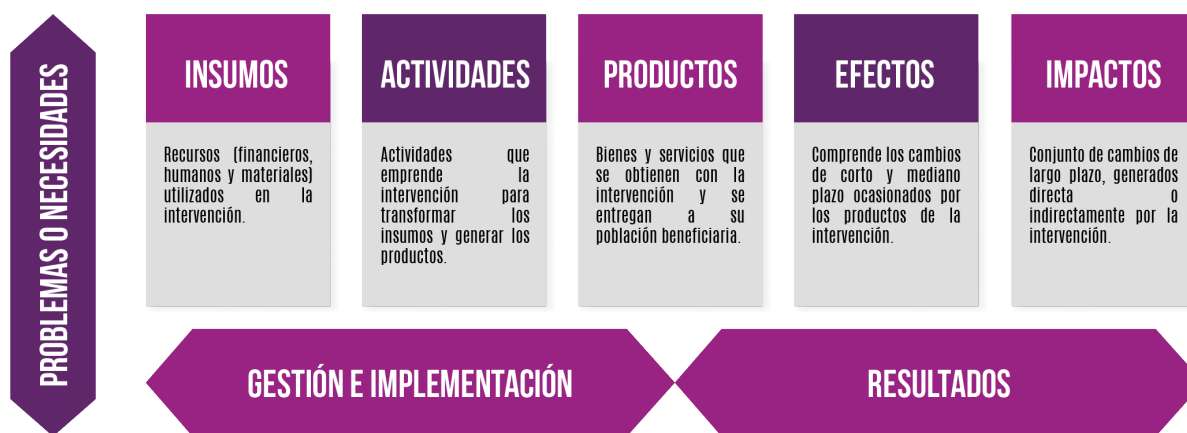 PROBLEMAS O NECESIDADES
INSUMOS
Recursos (financieros,
humanos y materiales)
utilizados en la
intervención.
ACTIVIDADES
Actividades que
emprende la
intervención para
transformar los
insumos y generar los
productos.
PRODUCTOS
Bienes y servicios que
se obtienen con la
intervención y se
entregan a su
población beneficiaria.
EFECTOS
Comprende los cambios
de corto y mediano
plazo ocasionados por
los productos de la
intervención.
IMPACTOS
Conjunto de cambios de
largo plazo, generados
directa o
indirectamente por la
intervención.
GESTIÓN E IMPLEMENTACIÓN
RESULTADOS